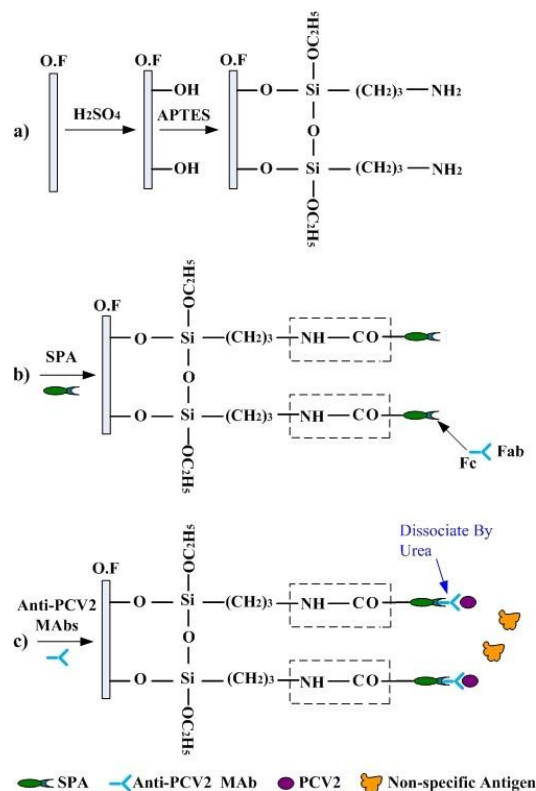 OC2H5
O.F O.F O.F
OH O Si (CH2)3 NH2
a) H2SO4 APTES O
OH O Si (CH2)3 NH2
OC2H5
OC2H5
O.F
O Si (CH2)3 NH CO
SPA
b) O
O Si (CH2)3 NH CO
Fc Fab
OC2H5
Dissociate By
Urea
OC2H5
O.F
O Si (CH2)3 NH CO
Anti-PCV2
MAbs
c) O
O Si (CH2)3 NH CO
OC2H5
SPA Anti-PCV2 MAb PCV2 Non-specific Antigen